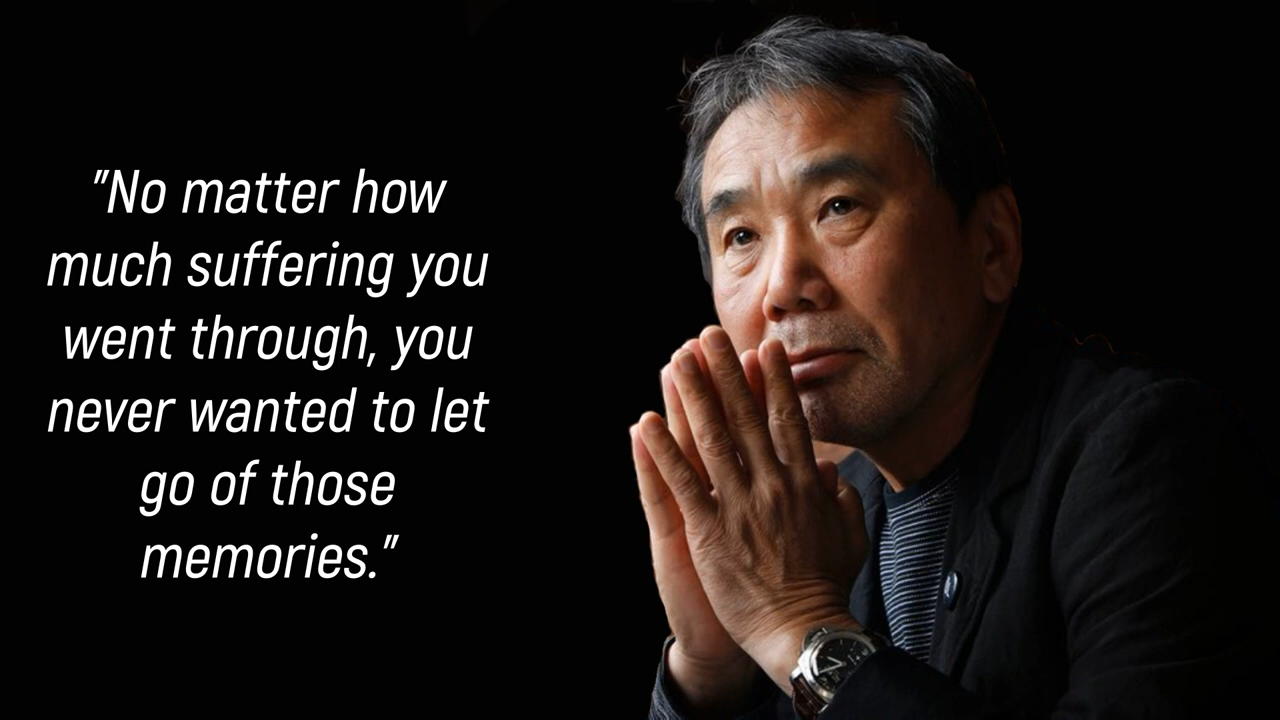 "No matter how
much suffering you
went through, you
never wanted to let
go of those
memories."